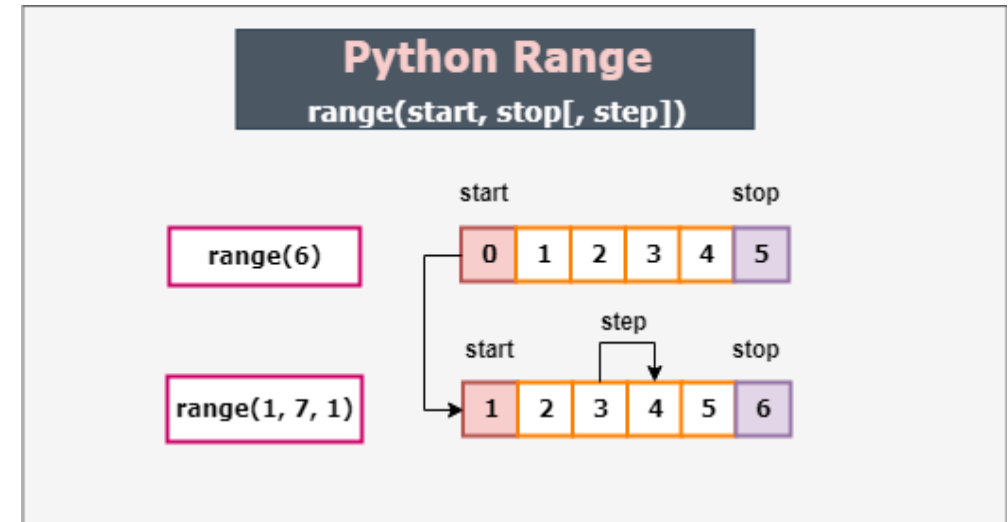 Python Range
range(start, stop[, step])
start stop
range(6) 0 1 2 3 4 5
step
start stop
range(1, 7, 1) 1 2 3 4 5 6